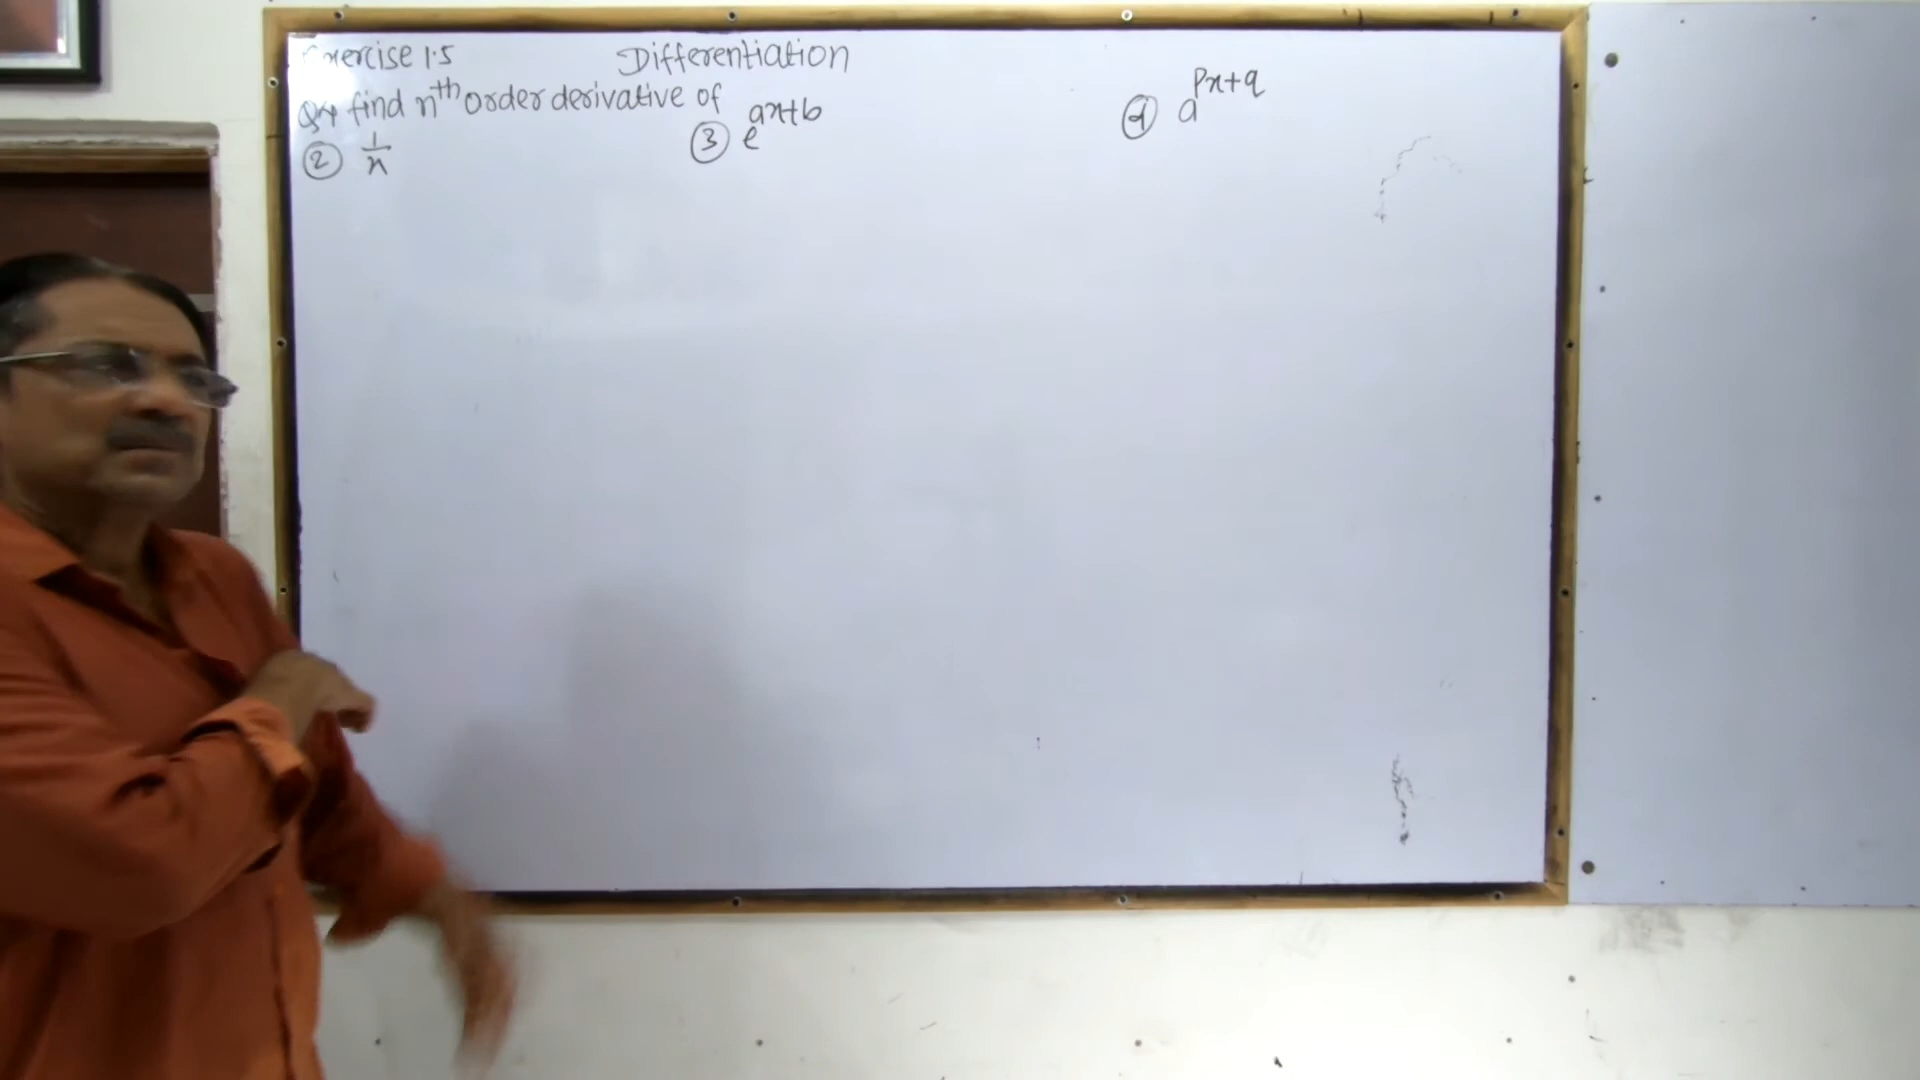 Exercise 1.5 Differentiation
Q4 find nth order derivative of
② 1/x ③ e^(ax+b) ④ a^(px+q)